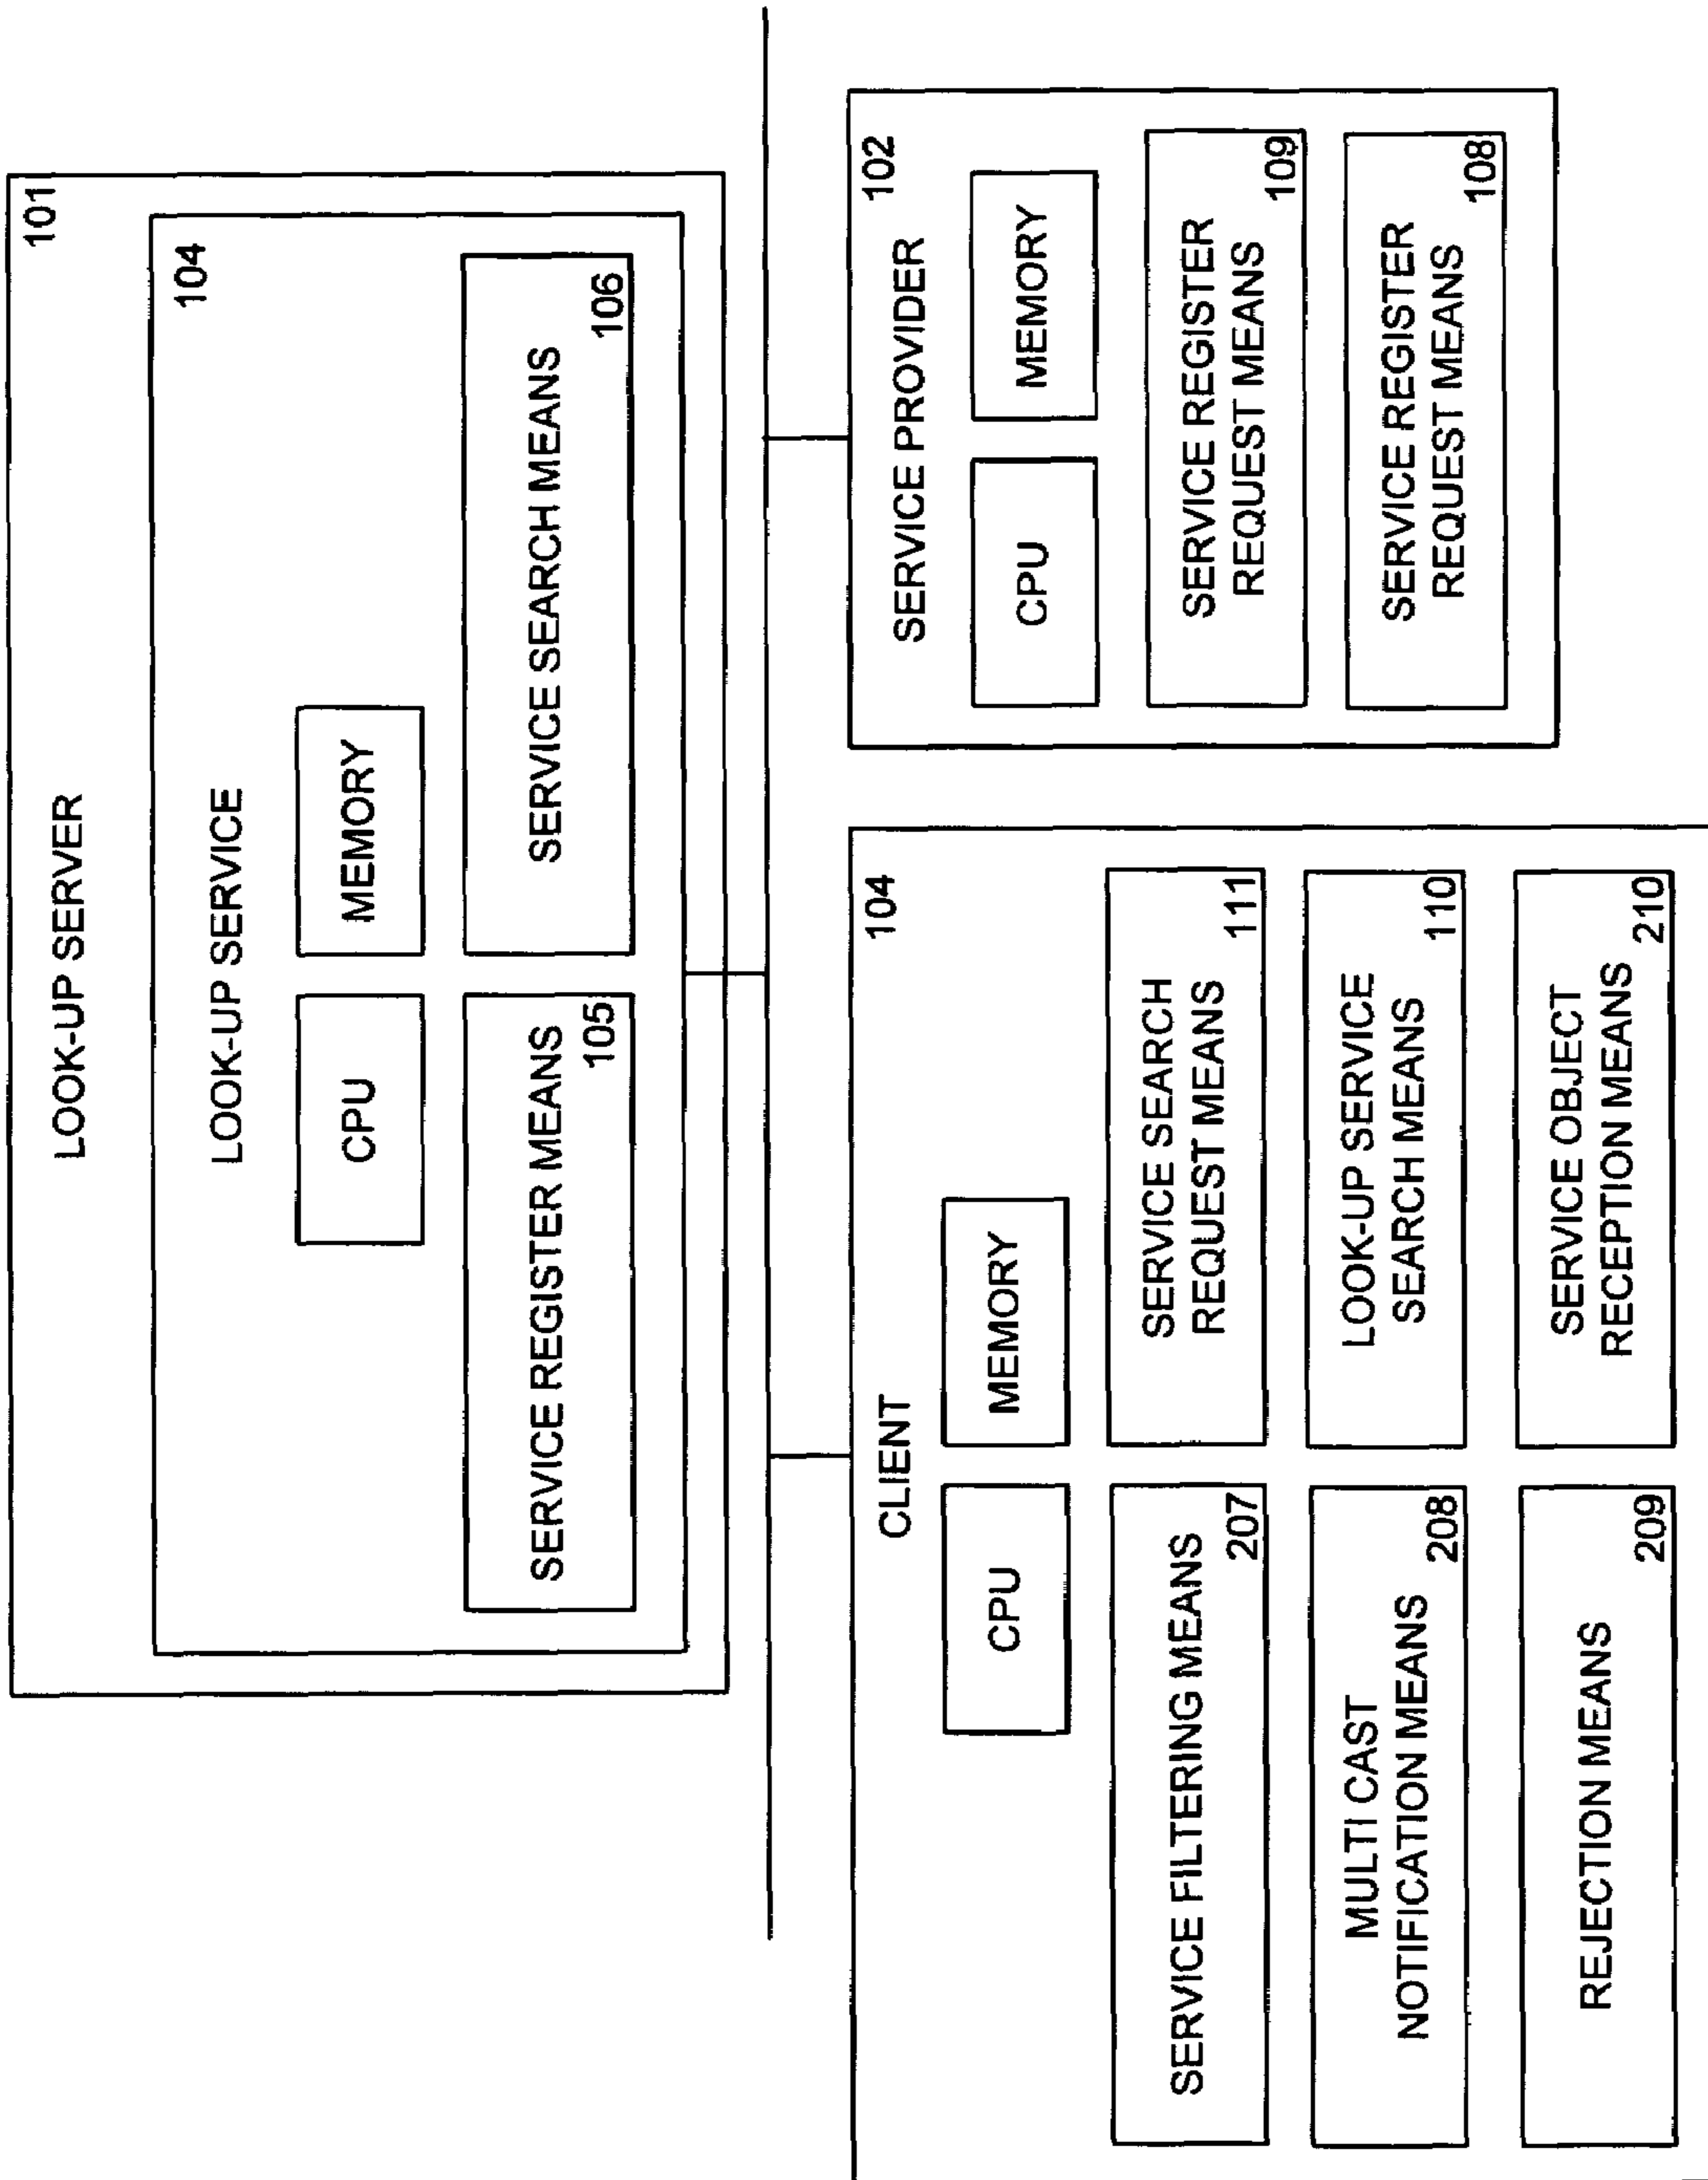 LOOK-UP SERVER
101
LOOK-UP SERVICE
104
CPU
MEMORY
SERVICE REGISTER MEANS
105
SERVICE SEARCH MEANS
106
CLIENT
104
CPU
MEMORY
SERVICE FILTERING MEANS
207
SERVICE SEARCH
REQUEST MEANS
111
MULTI CAST
NOTIFICATION MEANS
208
LOOK-UP SERVICE
SEARCH MEANS
110
REJECTION MEANS
209
SERVICE OBJECT
RECEPTION MEANS
210
SERVICE PROVIDER
102
CPU
MEMORY
SERVICE REGISTER
REQUEST MEANS
109
SERVICE REGISTER
REQUEST MEANS
108